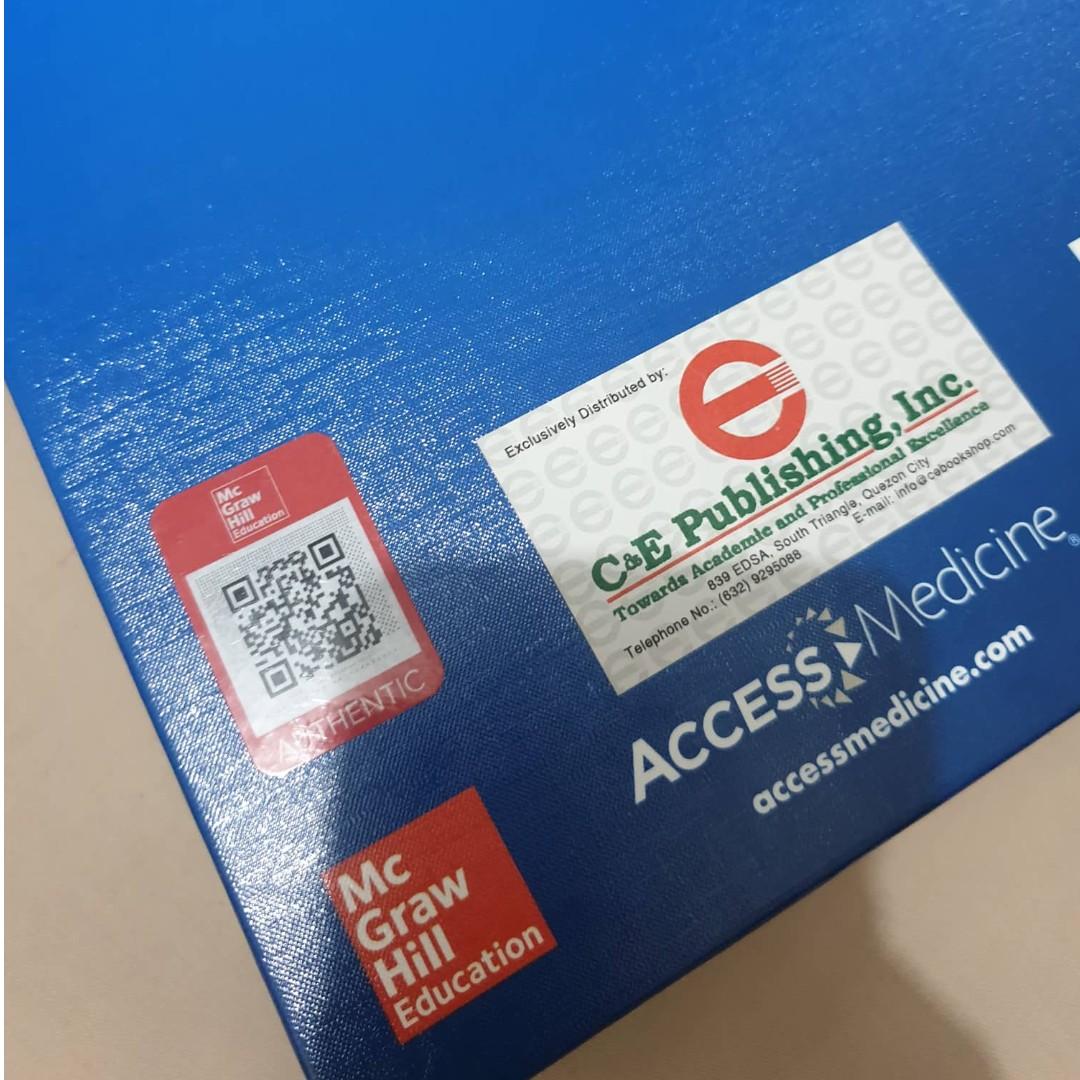 Exclusively Distributed by:
e
C&E Publishing, Inc.
Towards Academic and Professional Excellence
839 EDSA, South Triangle, Quezon City
Telephone No.: (632) 9295088
E-mail: info@cebookshop.com
Mc
Graw
Hill
Education
AUTHENTIC
ACCESS Medicine®
accessmedicine.com
Mc
Graw
Hill
Education